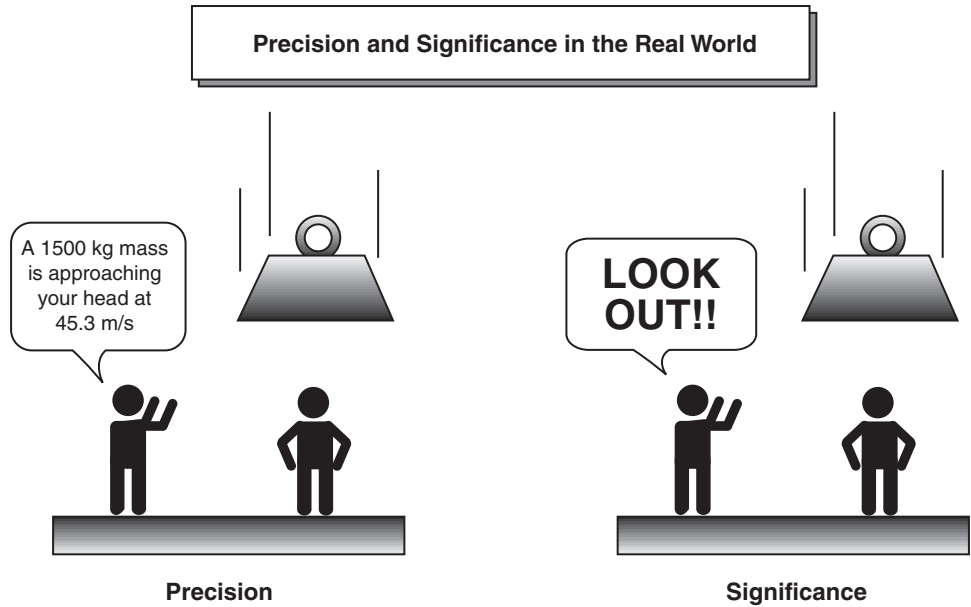 Precision and Significance in the Real World
A 1500 kg mass
is approaching
your head at
45.3 m/s
LOOK
OUT!!
Precision
Significance